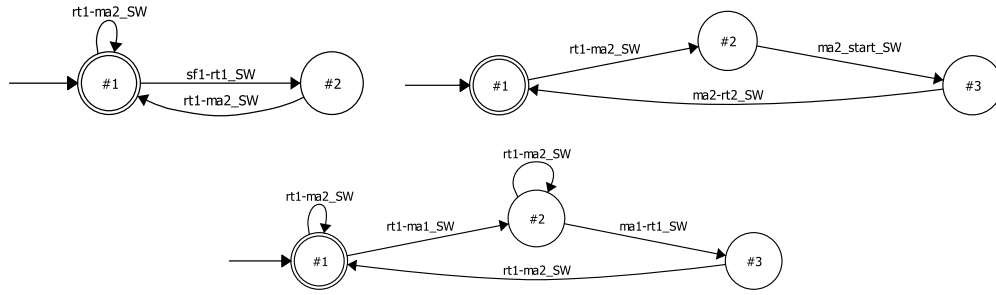 rt1-ma2_SW
#1
sf1-rt1_SW
#2
rt1-ma2_SW
#1
rt1-ma2_SW
#2
ma2_start_SW
#3
ma2-rt2_SW
rt1-ma2_SW
#1
rt1-ma1_SW
rt1-ma2_SW
#2
ma1-rt1_SW
#3
rt1-ma2_SW